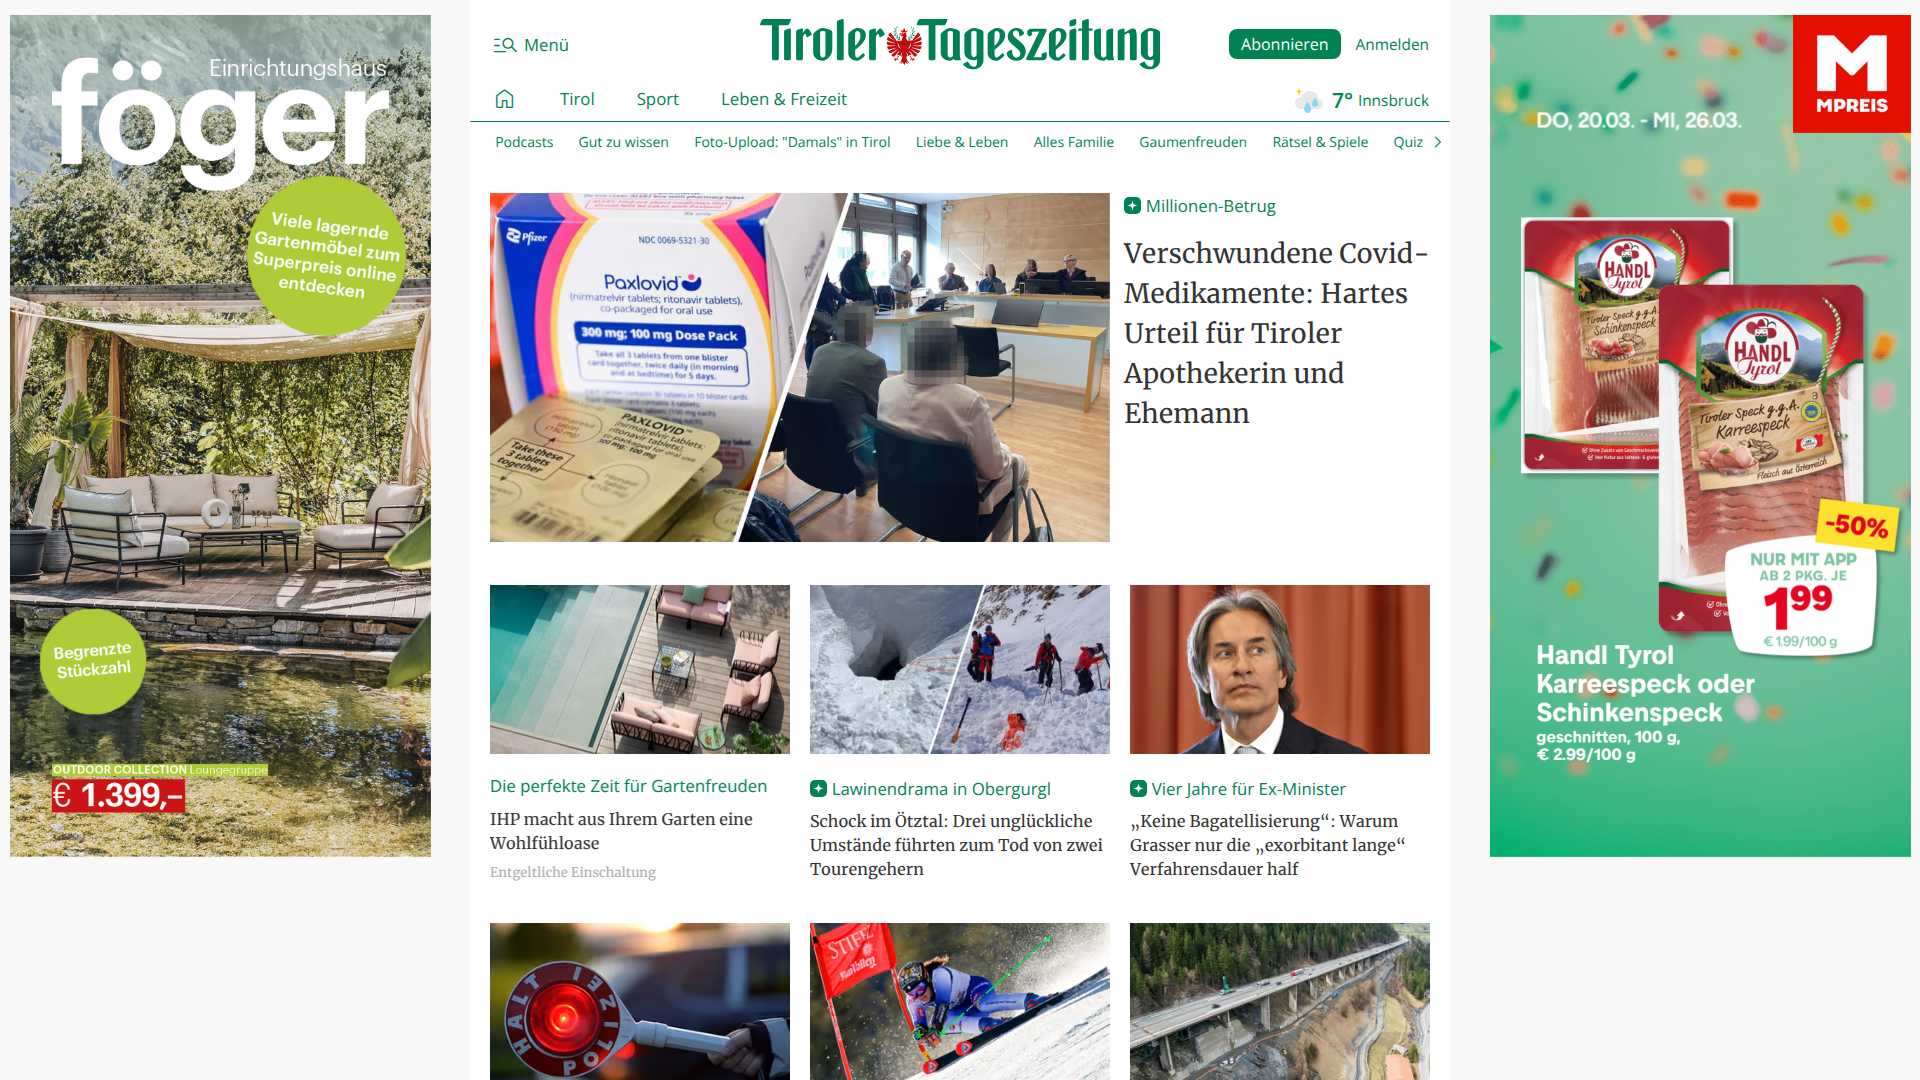 Einrichtungshaus
föger
Viele lagernde
Gartenmöbel zum
Superpreis online
entdecken
Begrenzte
Stückzahl
OUTDOOR COLLECTION Loungegruppe
€ 1.399,–
Menü
Tiroler Tageszeitung
Abonnieren
Anmelden
Tirol
Sport
Leben & Freizeit
7° Innsbruck
Podcasts
Gut zu wissen
Foto-Upload: "Damals" in Tirol
Liebe & Leben
Alles Familie
Gaumenfreuden
Rätsel & Spiele
Quiz
Pfizer
NDC 0069-5321-30
Paxlovid
(nirmatrelvir tablets; ritonavir tablets),
co-packaged for oral use
300 mg; 100 mg Dose Pack
Take all 3 tablets from one blister
card together, twice daily (in morning
and at bedtime) for 5 days.
PAXLOVID
Take these
3 tablets
together
Millionen-Betrug
Verschwundene Covid-
Medikamente: Hartes
Urteil für Tiroler
Apothekerin und
Ehemann
Die perfekte Zeit für Gartenfreuden
IHP macht aus Ihrem Garten eine
Wohlfühloase
Entgeltliche Einschaltung
Lawinendrama in Obergurgl
Schock im Ötztal: Drei unglückliche
Umstände führten zum Tod von zwei
Tourengehern
Vier Jahre für Ex-Minister
„Keine Bagatellisierung“: Warum
Grasser nur die „exorbitant lange“
Verfahrensdauer half
HALT
POLIZEI
M
MPREIS
DO, 20.03. - MI, 26.03.
HANDL
Tyrol
Tiroler Speck g.g.A.
Schinkenspeck
HANDL
Tyrol
Tiroler Speck g.g.A.
Karreespeck
Fleisch aus Österreich
-50%
NUR MIT APP
AB 2 PKG. JE
199
€ 1.99/100 g
Handl Tyrol
Karreespeck oder
Schinkenspeck
geschnitten, 100 g,
€ 2.99/100 g